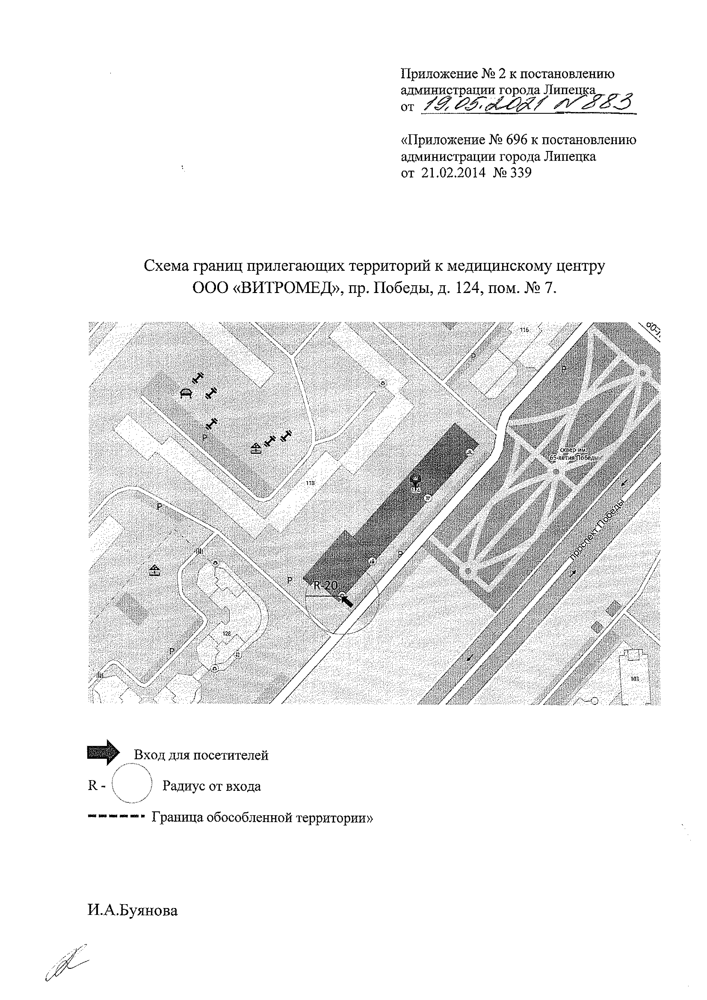 Приложение № 2 к постановлению
администрации города Липецка
от 19.05.2021 N 883
«Приложение № 696 к постановлению
администрации города Липецка
от 21.02.2014 № 339
Схема границ прилегающих территорий к медицинскому центру
ООО «ВИТРОМЕД», пр. Победы, д. 124, пом. № 7.
116
P
P
P
сквер им.
65-летия Победы
118
P
проспект Победы
P
P
R-20
128
P
103
Вход для посетителей
R - Радиус от входа
Граница обособленной территории»
И.А.Буянова